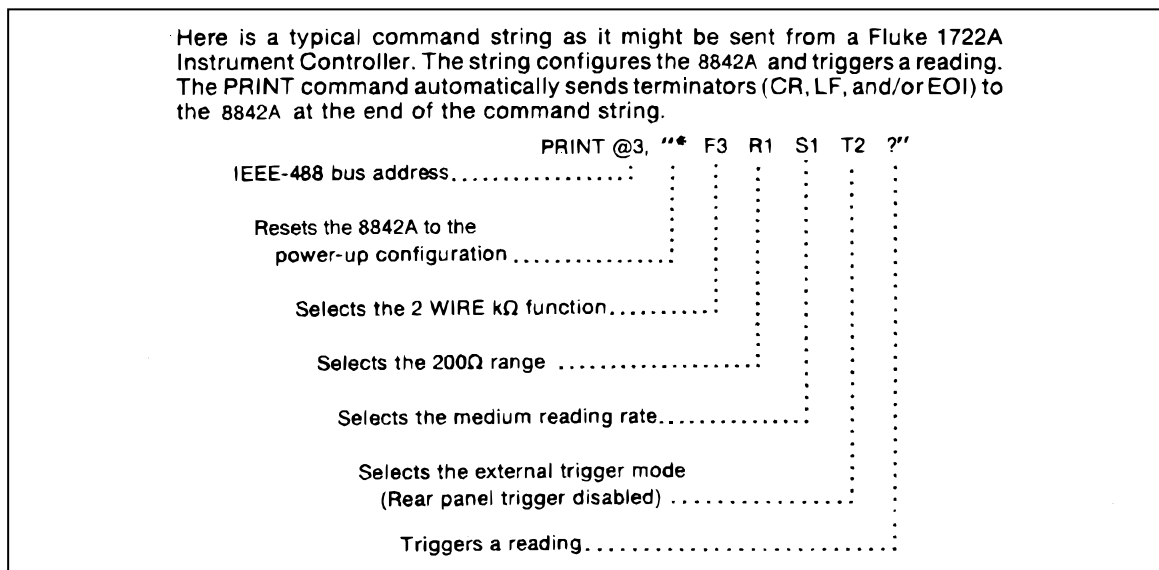 Here is a typical command string as it might be sent from a Fluke 1722A
Instrument Controller. The string configures the 8842A and triggers a reading.
The PRINT command automatically sends terminators (CR, LF, and/or EOI) to
the 8842A at the end of the command string.
PRINT @3, "* F3 R1 S1 T2 ?"
IEEE-488 bus address
Resets the 8842A to the
power-up configuration
Selects the 2 WIRE kΩ function
Selects the 200Ω range
Selects the medium reading rate
Selects the external trigger mode
(Rear panel trigger disabled)
Triggers a reading